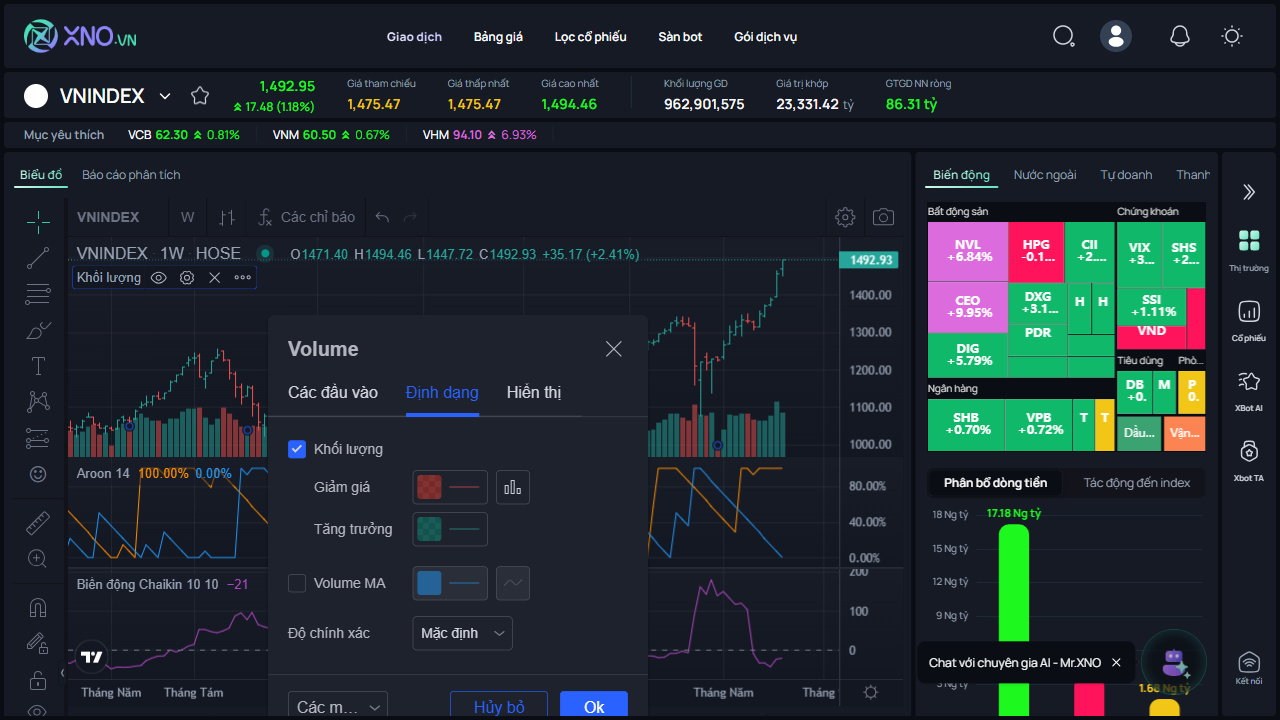 XNO.VN
Giao dịch
Bảng giá
Lọc cổ phiếu
Sàn bot
Gói dịch vụ
VNINDEX
1,492.95
17.48 (1.18%)
Giá tham chiếu
1,475.47
Giá thấp nhất
1,475.47
Giá cao nhất
1,494.46
Khối lượng GD
962,901,575
Giá trị khớp
23,331.42 tỷ
GTGD NN ròng
86.31 tỷ
Mục yêu thích
VCB 62.30 0.81%
VNM 60.50 0.67%
VHM 94.10 6.93%
Biểu đồ
Báo cáo phân tích
VNINDEX
W
Các chỉ báo
VNINDEX · 1W · HOSE
O1471.40 H1494.46 L1447.72 C1492.93 +35.17 (+2.41%)
Khối lượng
1492.93
1400.00
1300.00
1200.00
1100.00
1000.00
Volume
Các đầu vào
Định dạng
Hiển thị
Khối lượng
Giảm giá
Tăng trưởng
Volume MA
Độ chính xác
Mặc định
Các m...
Hủy bỏ
Ok
Aroon 14 100.00% 0.00%
80.00%
40.00%
0.00%
Biên động Chaikin 10 10 −21
200
100
0
Tháng Năm
Tháng Tám
Tháng Năm
Tháng
Biến động
Nước ngoài
Tự doanh
Thanh
Bất động sản
NVL
+6.84%
HPG
-0.1...
CII
+2....
CEO
+9.95%
DXG
+3.1...
H
H
PDR
DIG
+5.79%
Chứng khoán
VIX
+3...
SHS
+2...
SSI
+1.11%
VND
Ngân hàng
SHB
+0.70%
VPB
+0.72%
T
T
Tiêu dùng
DB
+0.
M
Phò...
P
0.
Dầu...
Vận...
Phân bổ dòng tiền
Tác động đến index
18 Ng tỷ
15 Ng tỷ
12 Ng tỷ
9 Ng tỷ
17.18 Ng tỷ
Chat với chuyên gia AI - Mr.XNO
Thị trường
Cổ phiếu
XBot AI
Xbot TA
Kết nối